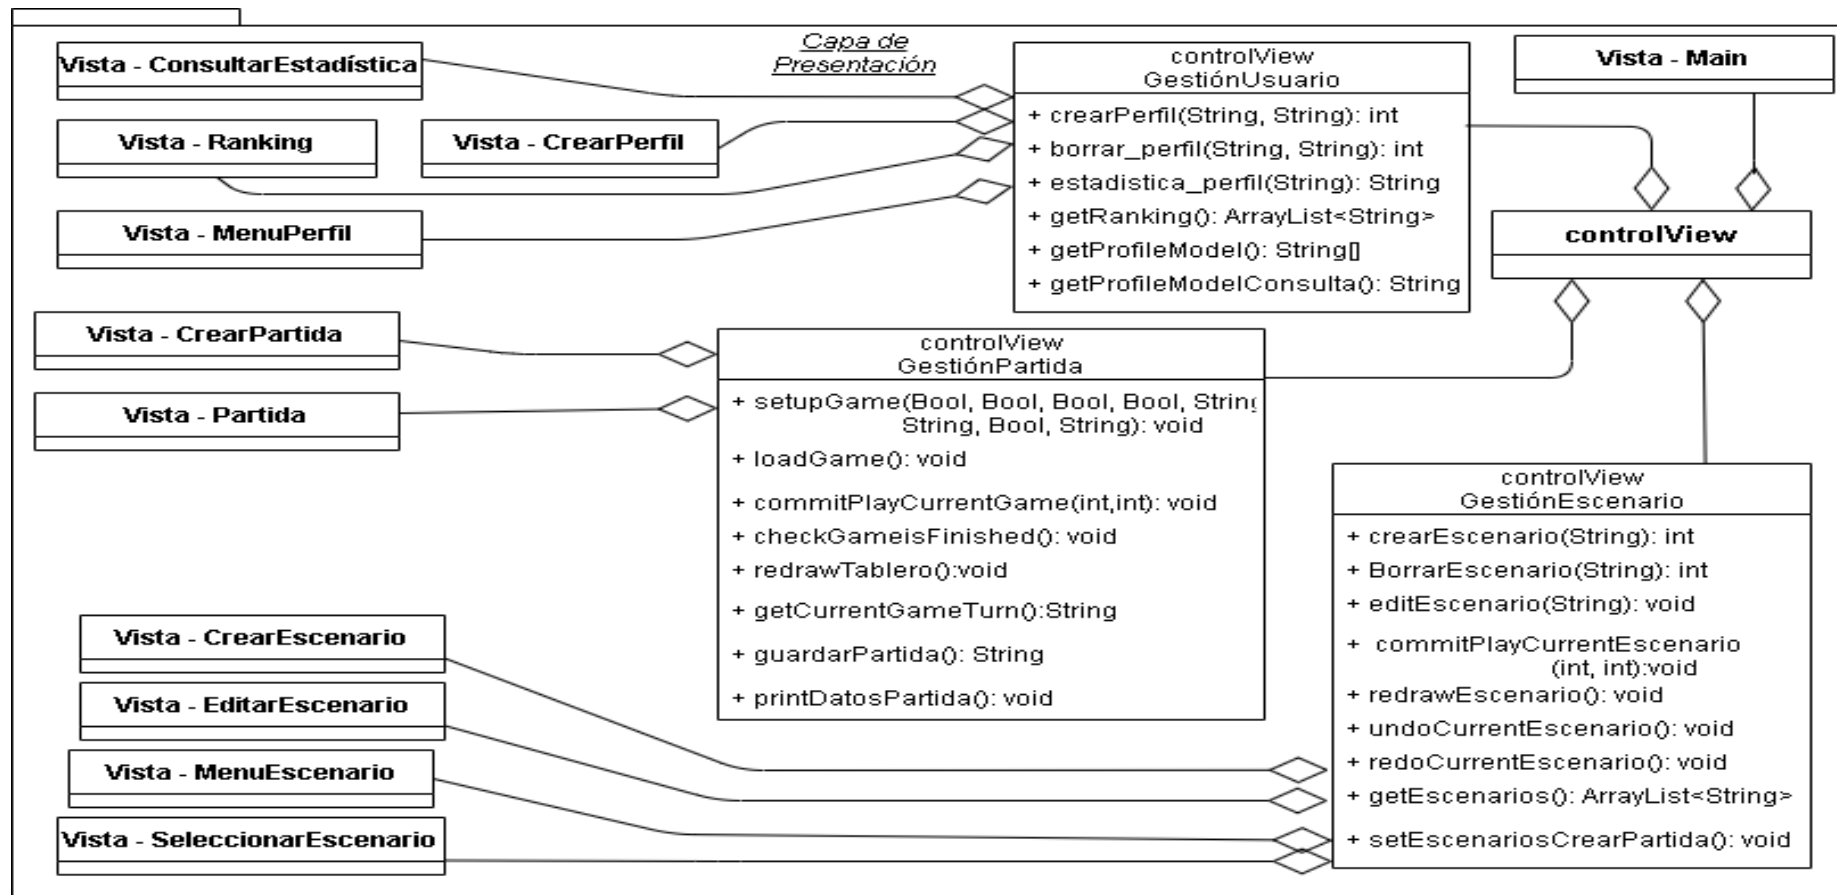 Capa de
Presentación
Vista - ConsultarEstadística
Vista - Ranking
Vista - CrearPerfil
Vista - MenuPerfil
controlView
GestiónUsuario
+ crearPerfil(String, String): int
+ borrar_perfil(String, String): int
+ estadistica_perfil(String): String
+ getRanking(): ArrayList<String>
+ getProfileModel(): String[]
+ getProfileModelConsulta(): String
Vista - Main
controlView
Vista - CrearPartida
Vista - Partida
controlView
GestiónPartida
+ setupGame(Bool, Bool, Bool, Bool, String
String, Bool, String): void
+ loadGame(): void
+ commitPlayCurrentGame(int,int): void
+ checkGameisFinished(): void
+ redrawTablero():void
+ getCurrentGameTurn():String
+ guardarPartida(): String
+ printDatosPartida(): void
Vista - CrearEscenario
Vista - EditarEscenario
Vista - MenuEscenario
Vista - SeleccionarEscenario
controlView
GestiónEscenario
+ crearEscenario(String): int
+ BorrarEscenario(String): int
+ editEscenario(String): void
+ commitPlayCurrentEscenario
(int, int):void
+ redrawEscenario(): void
+ undoCurrentEscenario(): void
+ redoCurrentEscenario(): void
+ getEscenarios(): ArrayList<String>
+ setEscenariosCrearPartida(): void